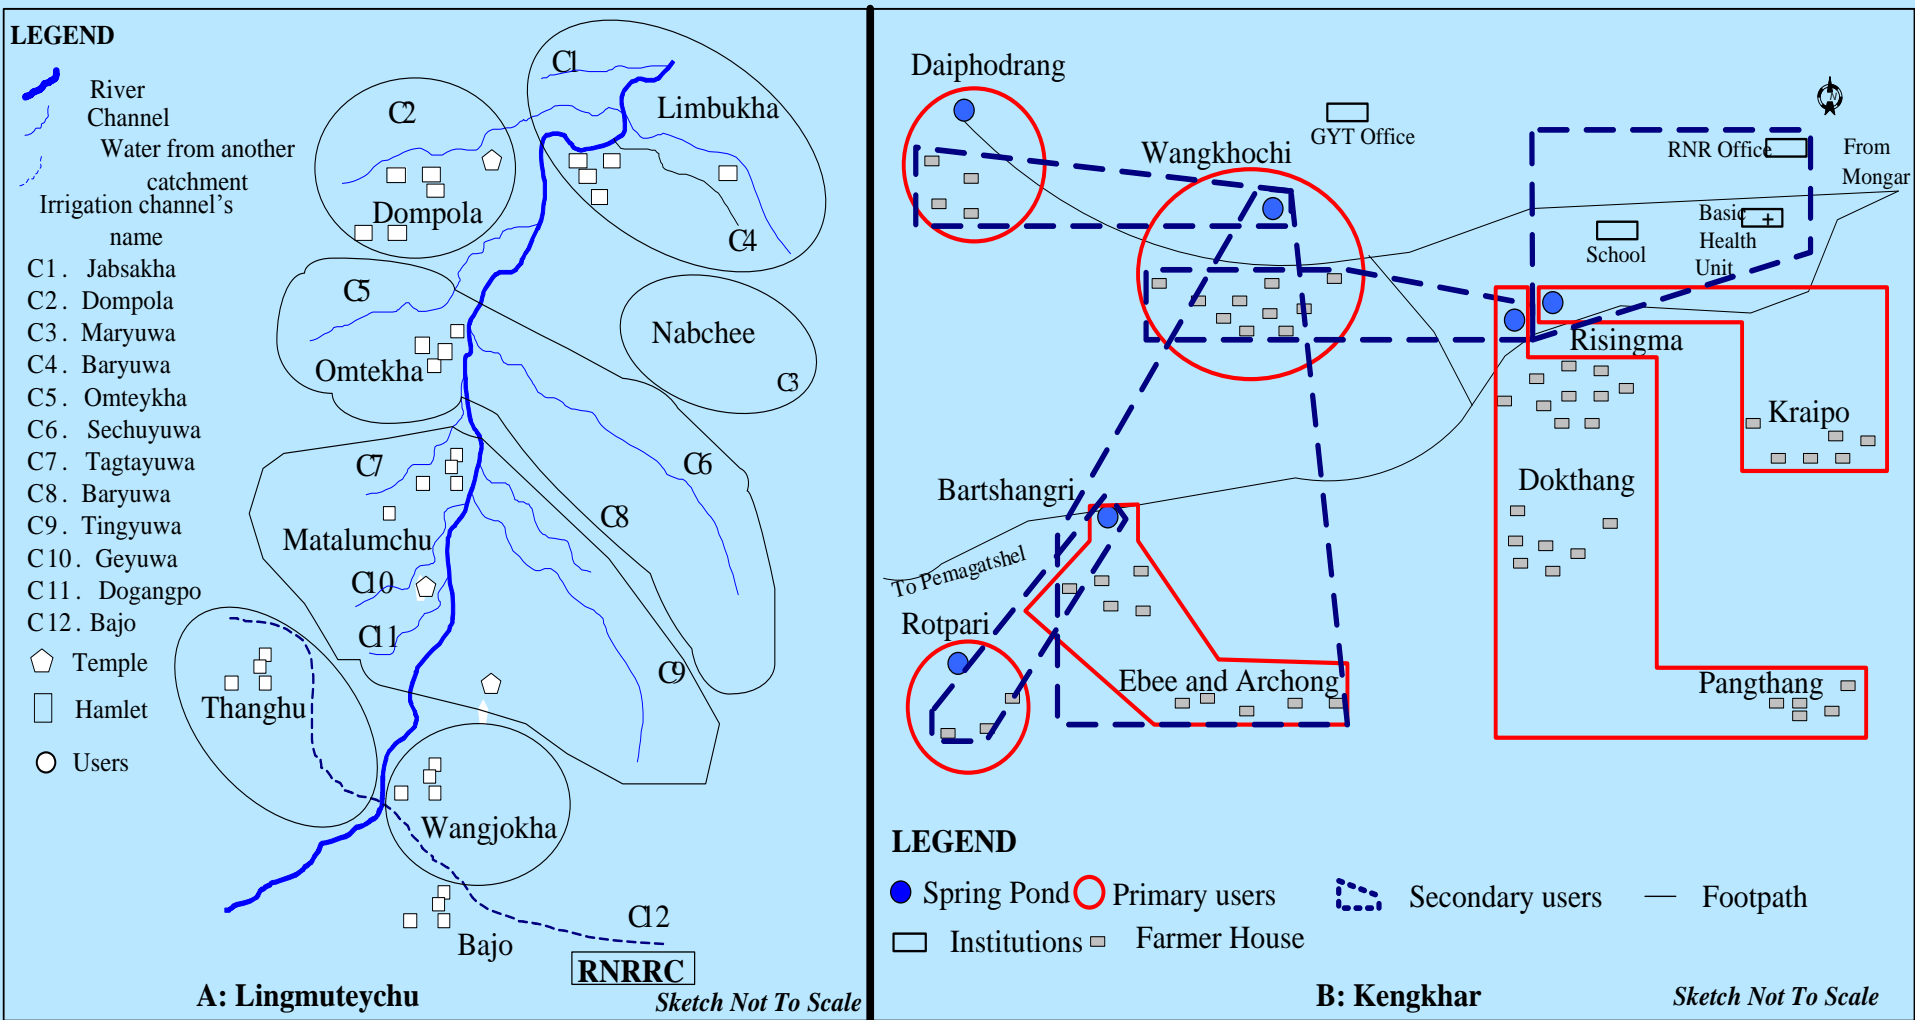 LEGEND
River
Channel
Water from another
catchment
Irrigation channel's
name
C1. Jabsakha
C2. Dompola
C3. Maryuwa
C4. Baryuwa
C5. Omteykha
C6. Sechuyuwa
C7. Tagtayuwa
C8. Baryuwa
C9. Tingyuwa
C10. Geyuwa
C11. Dogangpo
C12. Bajo
Temple
Hamlet
Users
C1
Limbukha
C2
Dompola
C4
C5
Nabchee
Omtekha
C3
C7
C6
C8
Matalumchu
C10
C11
C9
Thanghu
Wangjokha
C12
Bajo
RNRRC
A: Lingmuteychu
Sketch Not To Scale
Daiphodrang
N
GYT Office
Wangkhochi
RNR Office
From
Mongar
Basic
Health
Unit
School
Risingma
Kraipo
Dokthang
Bartshangri
To Pemagatshel
Rotpari
Ebee and Archong
Pangthang
LEGEND
Spring Pond
Primary users
Secondary users
Footpath
Institutions
Farmer House
B: Kengkhar
Sketch Not To Scale